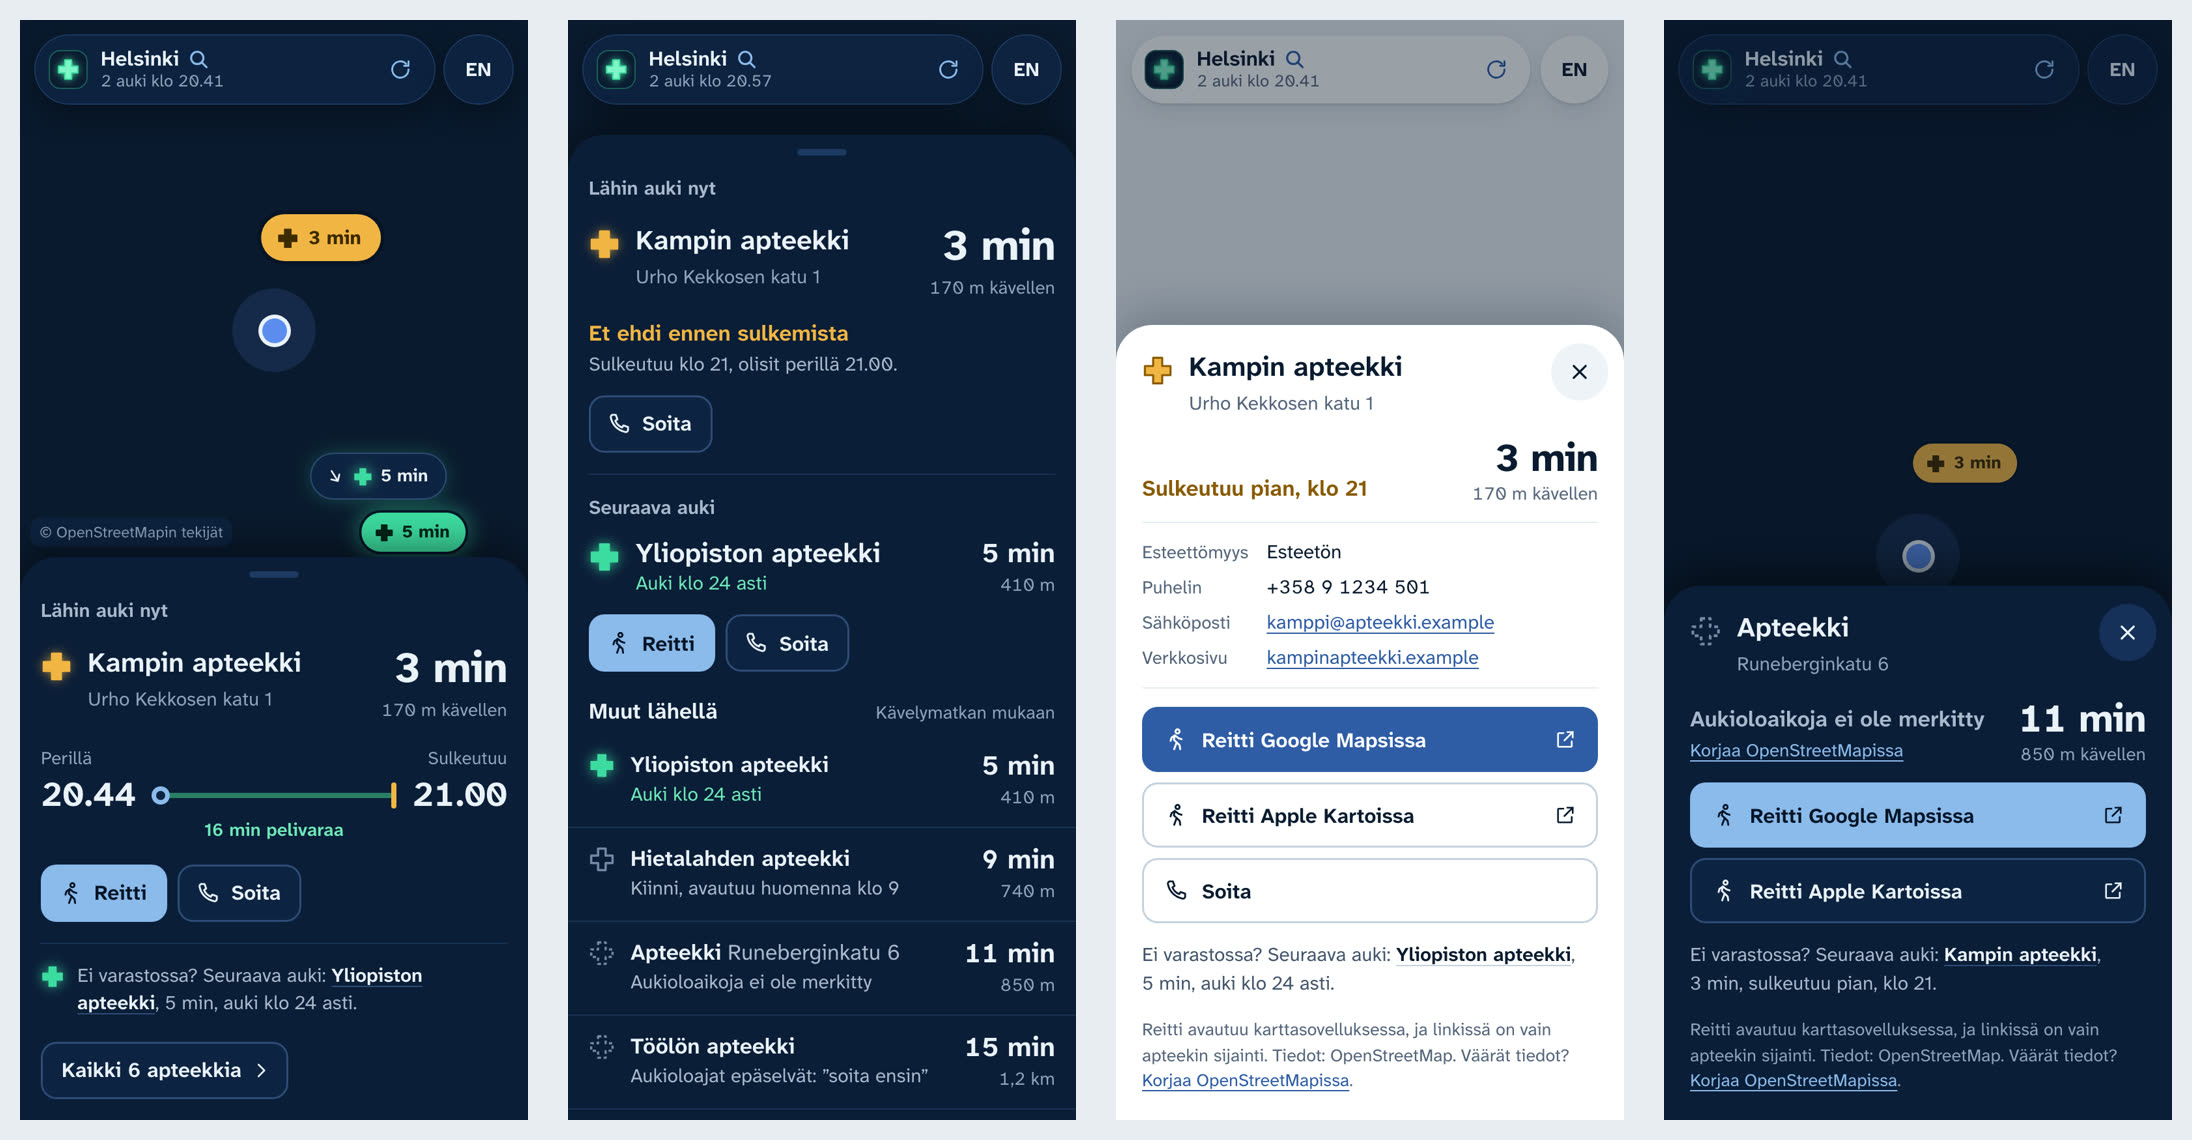 Helsinki
2 auki klo 20.41
EN
3 min
5 min
5 min
© OpenStreetMapin tekijät
Lähin auki nyt
Kampin apteekki
3 min
Urho Kekkosen katu 1
170 m kävellen
Perillä
Sulkeutuu
20.44
21.00
16 min pelivaraa
Reitti
Soita
Ei varastossa? Seuraava auki: Yliopiston
apteekki, 5 min, auki klo 24 asti.
Kaikki 6 apteekkia
Helsinki
2 auki klo 20.57
EN
Lähin auki nyt
Kampin apteekki
3 min
Urho Kekkosen katu 1
170 m kävellen
Et ehdi ennen sulkemista
Sulkeutuu klo 21, olisit perillä 21.00.
Soita
Seuraava auki
Yliopiston apteekki
5 min
Auki klo 24 asti
410 m
Reitti
Soita
Muut lähellä
Kävelymatkan mukaan
Yliopiston apteekki
5 min
Auki klo 24 asti
410 m
Hietalahden apteekki
9 min
Kiinni, avautuu huomenna klo 9
740 m
Apteekki Runeberginkatu 6
11 min
Aukioloaikoja ei ole merkitty
850 m
Töölön apteekki
15 min
Aukioloajat epäselvät: ”soita ensin”
1,2 km
Helsinki
2 auki klo 20.41
EN
Kampin apteekki
Urho Kekkosen katu 1
3 min
Sulkeutuu pian, klo 21
170 m kävellen
Esteettömyys Esteetön
Puhelin +358 9 1234 501
Sähköposti kamppi@apteekki.example
Verkkosivu kampinapteekki.example
Reitti Google Mapsissa
Reitti Apple Kartoissa
Soita
Ei varastossa? Seuraava auki: Yliopiston apteekki,
5 min, auki klo 24 asti.
Reitti avautuu karttasovelluksessa, ja linkissä on vain
apteekin sijainti. Tiedot: OpenStreetMap. Väärät tiedot?
Korjaa OpenStreetMapissa.
Helsinki
2 auki klo 20.41
EN
3 min
Apteekki
Runeberginkatu 6
Aukioloaikoja ei ole merkitty
11 min
Korjaa OpenStreetMapissa
850 m kävellen
Reitti Google Mapsissa
Reitti Apple Kartoissa
Ei varastossa? Seuraava auki: Kampin apteekki,
3 min, sulkeutuu pian, klo 21.
Reitti avautuu karttasovelluksessa, ja linkissä on vain
apteekin sijainti. Tiedot: OpenStreetMap. Väärät tiedot?
Korjaa OpenStreetMapissa.